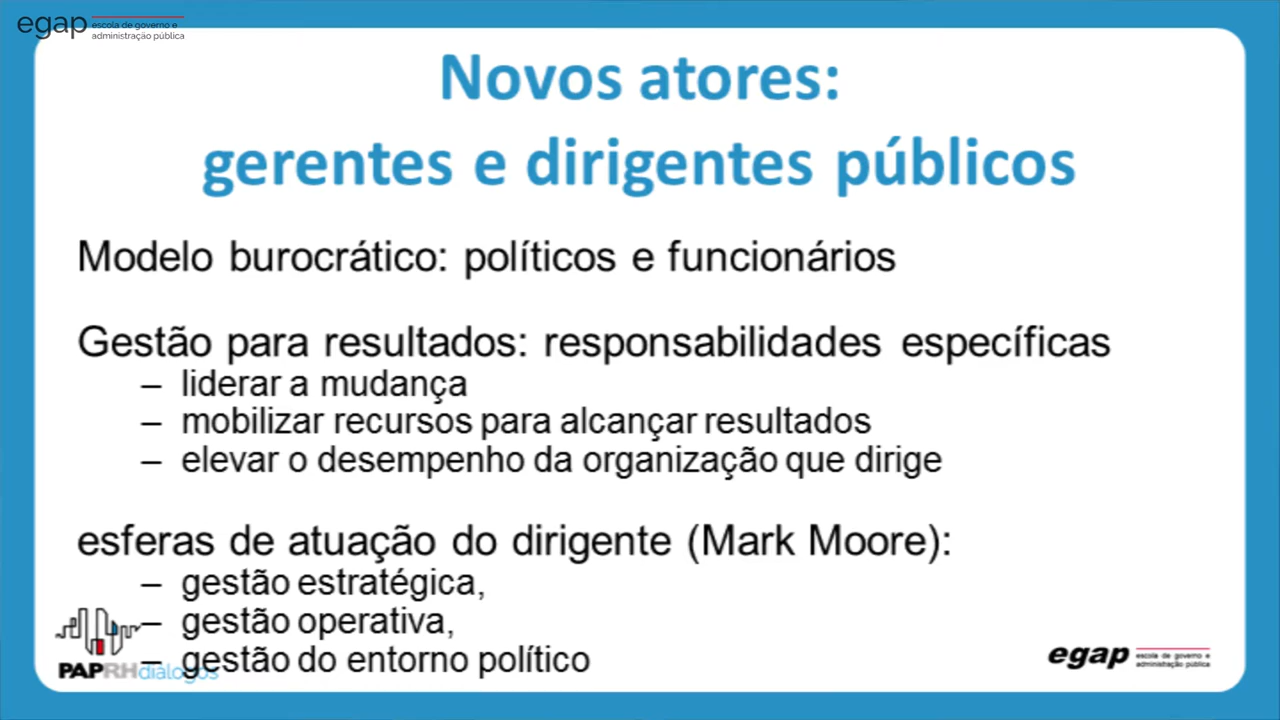 egap escola de governo e
administração pública
Novos atores:
gerentes e dirigentes públicos
Modelo burocrático: políticos e funcionários
Gestão para resultados: responsabilidades específicas
– liderar a mudança
– mobilizar recursos para alcançar resultados
– elevar o desempenho da organização que dirige
esferas de atuação do dirigente (Mark Moore):
– gestão estratégica,
– gestão operativa,
– gestão do entorno político
PAPRHdiálogos
egap escola de governo e
administração pública